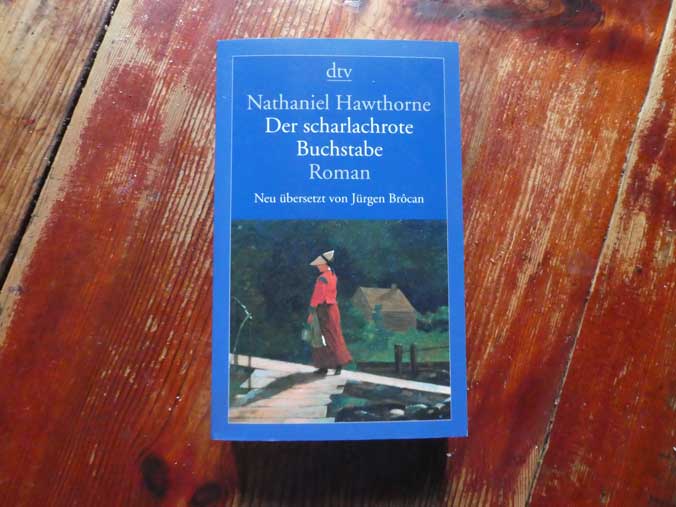 dtv
Nathaniel Hawthorne
Der scharlachrote
Buchstabe
Roman
Neu übersetzt von Jürgen Brôcan